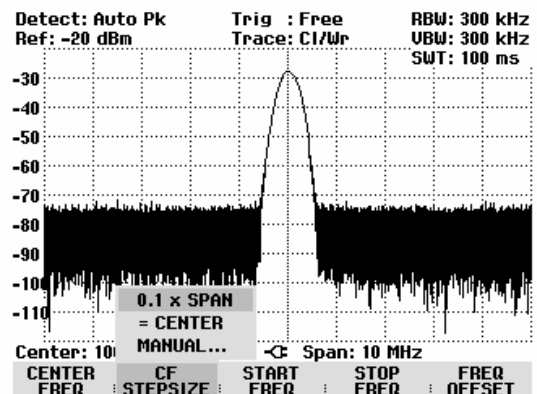 Detect: Auto Pk Trig : Free RBW: 300 kHz
Ref: -20 dBm Trace: Cl/Wr VBW: 300 kHz
SWT: 100 ms
-30
-40
-50
-60
-70
-80
-90
-100
-110
0.1 x SPAN
= CENTER
MANUAL...
Center: 10 Span: 10 MHz
CENTER FREQ
CF STEPSIZE
START FREQ
STOP FREQ
FREQ OFFSET